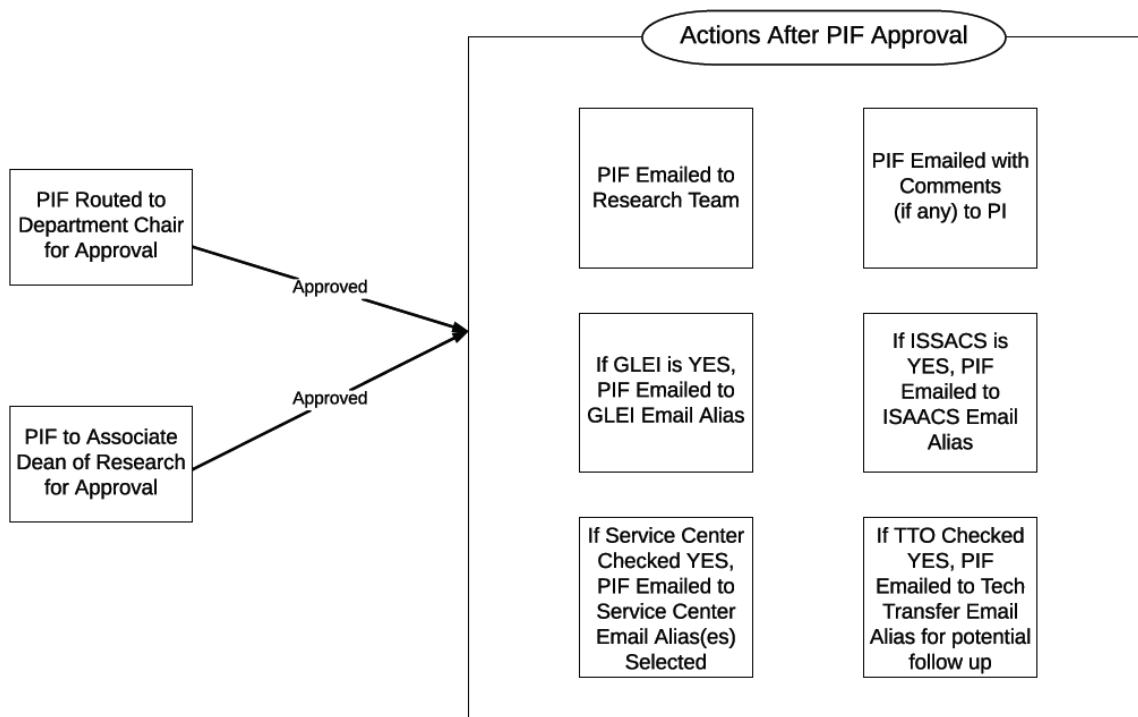 Actions After PIF Approval
PIF Routed to
Department Chair
for Approval
Approved
PIF to Associate
Dean of Research
for Approval
Approved
PIF Emailed to
Research Team
PIF Emailed with
Comments
(if any) to PI
If GLEI is YES,
PIF Emailed to
GLEI Email Alias
If ISSACS is
YES, PIF
Emailed to
ISAACS Email
Alias
If Service Center
Checked YES,
PIF Emailed to
Service Center
Email Alias(es)
Selected
If TTO Checked
YES, PIF
Emailed to Tech
Transfer Email
Alias for potential
follow up